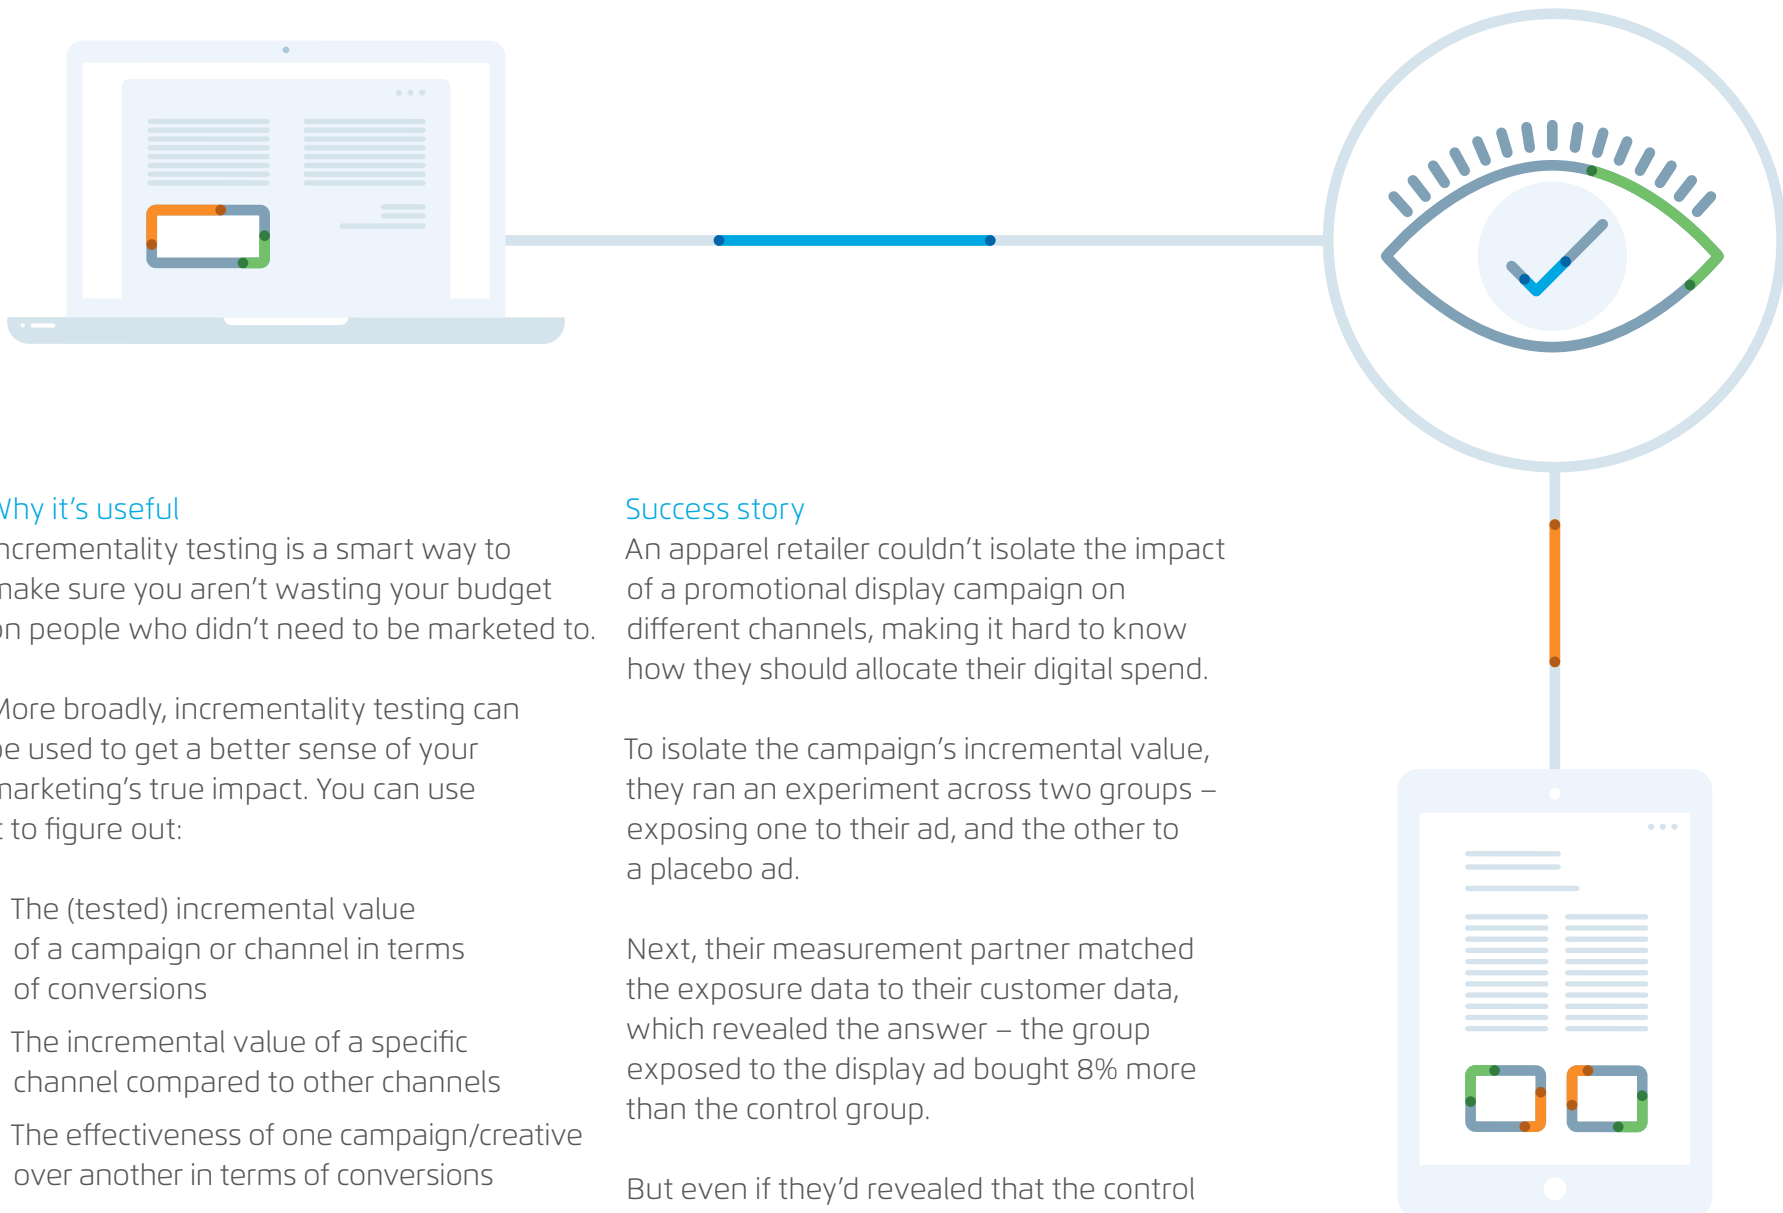 Why it's useful
Incrementality testing is a smart way to
make sure you aren't wasting your budget
on people who didn't need to be marketed to.
More broadly, incrementality testing can
be used to get a better sense of your
marketing's true impact. You can use
it to figure out:
The (tested) incremental value
of a campaign or channel in terms
of conversions
The incremental value of a specific
channel compared to other channels
The effectiveness of one campaign/creative
over another in terms of conversions
Success story
An apparel retailer couldn't isolate the impact
of a promotional display campaign on
different channels, making it hard to know
how they should allocate their digital spend.
To isolate the campaign's incremental value,
they ran an experiment across two groups –
exposing one to their ad, and the other to
a placebo ad.
Next, their measurement partner matched
the exposure data to their customer data,
which revealed the answer – the group
exposed to the display ad bought 8% more
than the control group.
But even if they'd revealed that the control